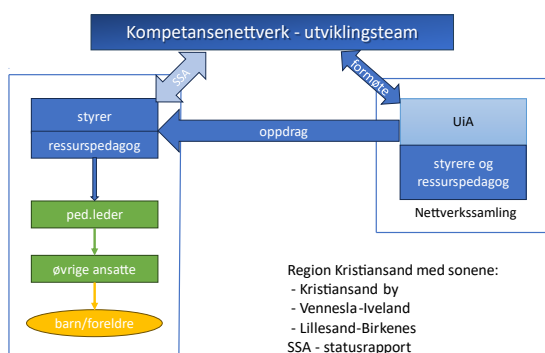 Kompetansenettverk - utviklingsteam
SSA
formøte
styrer
ressurspedagog
oppdrag
UiA
styrere og
ressurspedagog
Nettverkssamling
ped.leder
øvrige ansatte
barn/foreldre
Region Kristiansand med sonene:
- Kristiansand by
- Vennesla-Iveland
- Lillesand-Birkenes
SSA - statusrapport